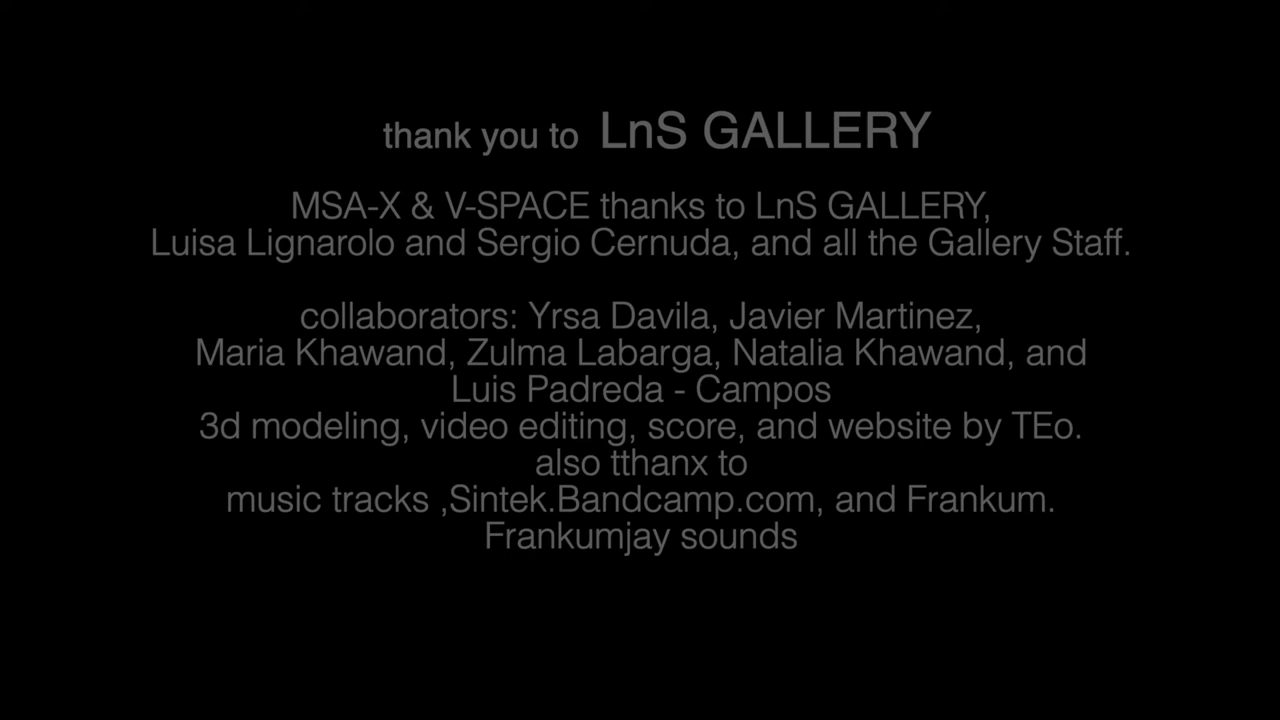 thank you to LnS GALLERY
MSA-X & V-SPACE thanks to LnS GALLERY,
Luisa Lignarolo and Sergio Cernuda, and all the Gallery Staff.
collaborators: Yrsa Davila, Javier Martinez,
Maria Khawand, Zulma Labarga, Natalia Khawand, and
Luis Padreda - Campos
3d modeling, video editing, score, and website by TEo.
also tthanx to
music tracks ,Sintek.Bandcamp.com, and Frankum.
Frankumjay sounds